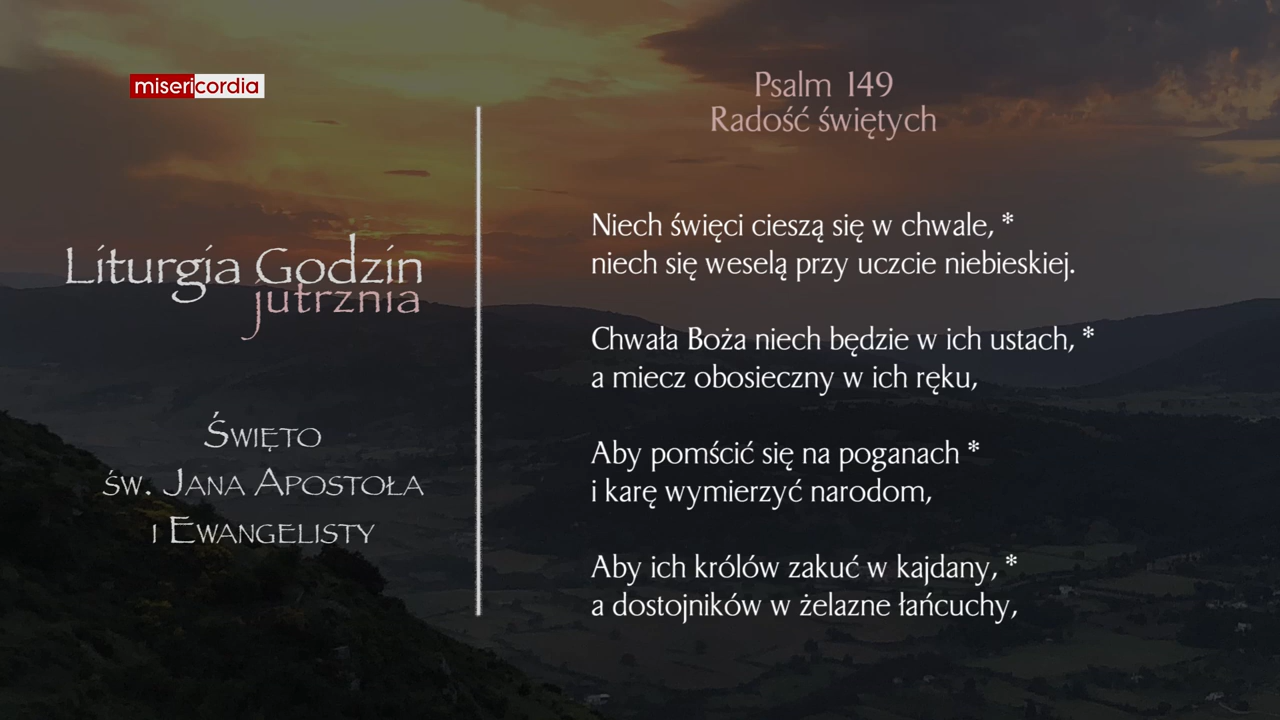 misericordia
Liturgia Godzin
jutrznia
Święto
św. Jana Apostoła
i Ewangelisty
Psalm 149
Radość świętych
Niech święci cieszą się w chwale, *
niech się weselą przy uczcie niebieskiej.
Chwała Boża niech będzie w ich ustach, *
a miecz obosieczny w ich ręku,
Aby pomścić się na poganach *
i karę wymierzyć narodom,
Aby ich królów zakuć w kajdany, *
a dostojników w żelazne łańcuchy,